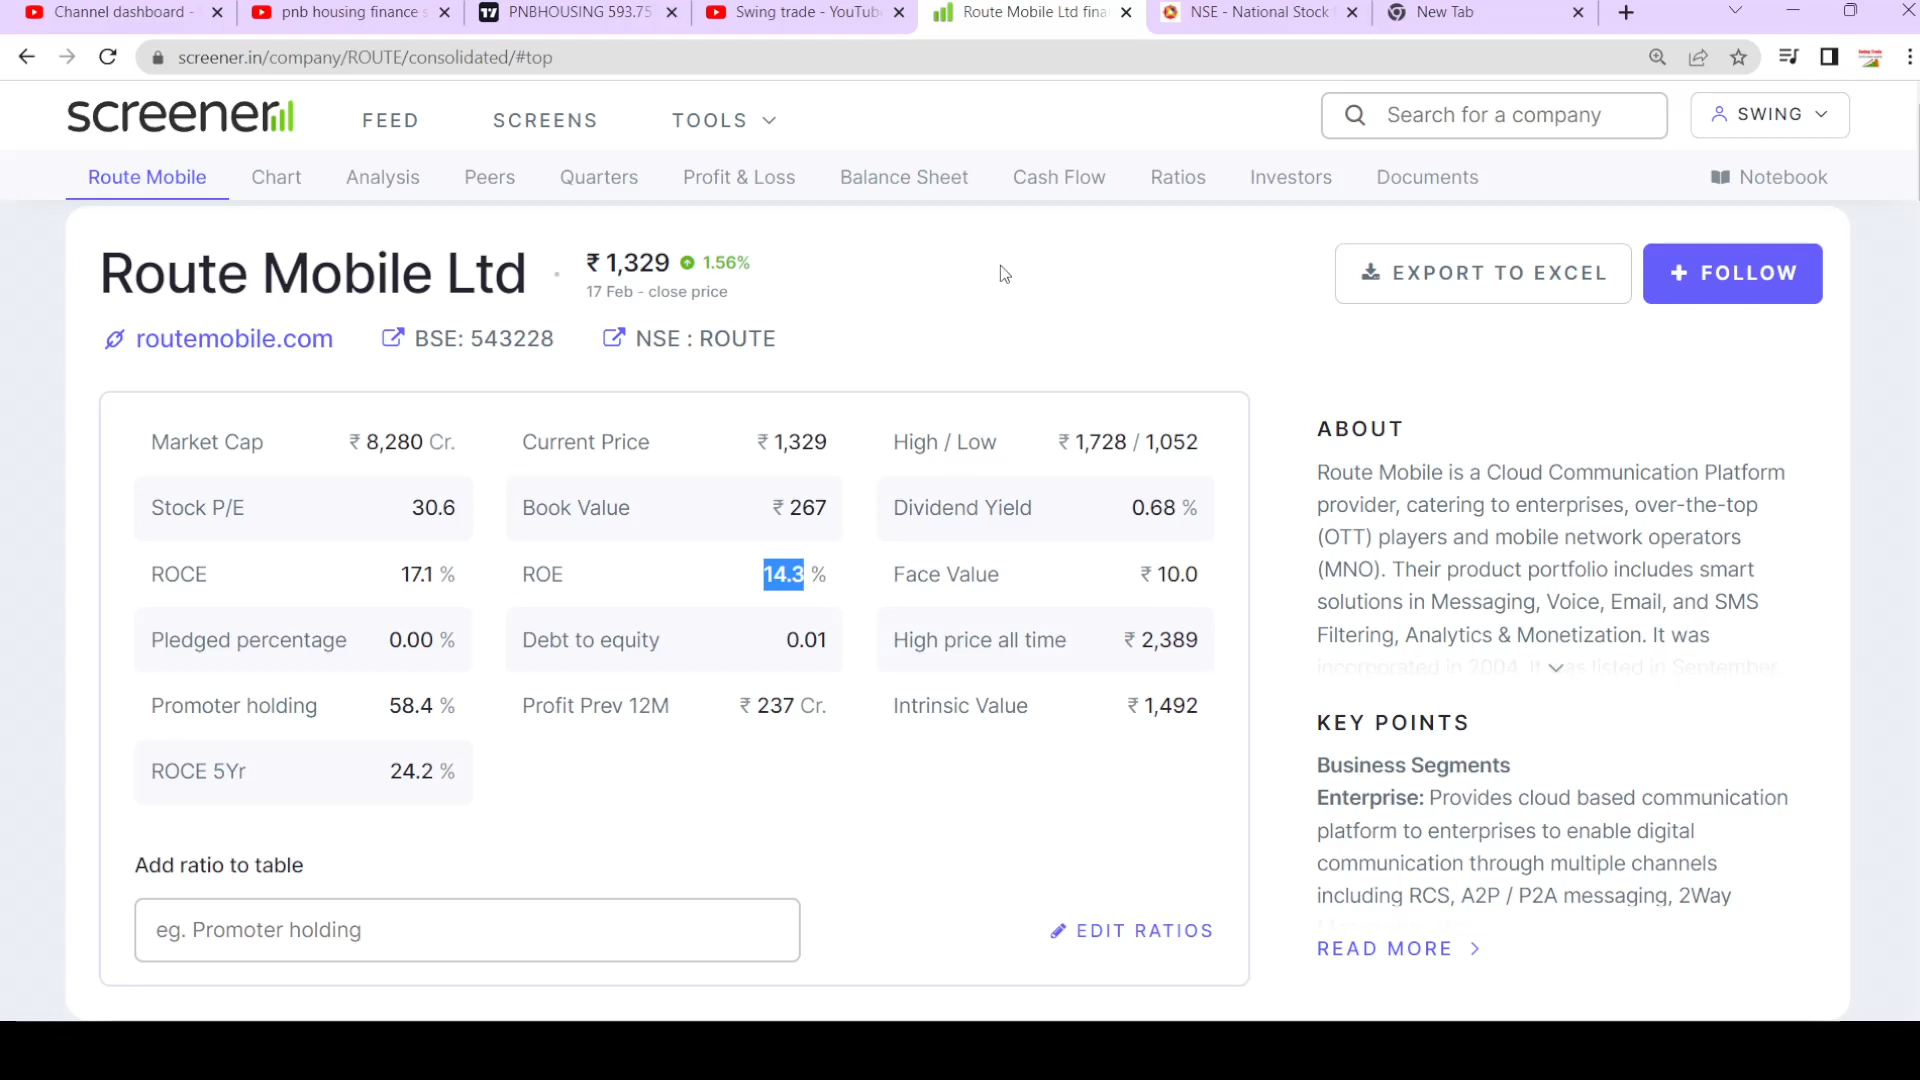 Channel dashboard -
pnb housing finance s
PNBHOUSING 593.75
Swing trade - YouTub
Route Mobile Ltd fina
NSE - National Stock
New Tab
screener.in/company/ROUTE/consolidated/#top
screener
FEED
SCREENS
TOOLS
Search for a company
SWING
Route Mobile
Chart
Analysis
Peers
Quarters
Profit & Loss
Balance Sheet
Cash Flow
Ratios
Investors
Documents
Notebook
Route Mobile Ltd
₹ 1,329 1.56%
17 Feb - close price
EXPORT TO EXCEL
+ FOLLOW
routemobile.com
BSE: 543228
NSE : ROUTE
Market Cap ₹ 8,280 Cr.
Current Price ₹ 1,329
High / Low ₹ 1,728 / 1,052
Stock P/E 30.6
Book Value ₹ 267
Dividend Yield 0.68 %
ROCE 17.1 %
ROE 14.3 %
Face Value ₹ 10.0
Pledged percentage 0.00 %
Debt to equity 0.01
High price all time ₹ 2,389
Promoter holding 58.4 %
Profit Prev 12M ₹ 237 Cr.
Intrinsic Value ₹ 1,492
ROCE 5Yr 24.2 %
Add ratio to table
eg. Promoter holding
EDIT RATIOS
ABOUT
Route Mobile is a Cloud Communication Platform
provider, catering to enterprises, over-the-top
(OTT) players and mobile network operators
(MNO). Their product portfolio includes smart
solutions in Messaging, Voice, Email, and SMS
Filtering, Analytics & Monetization. It was
incorporated in 2004. It was listed in September
KEY POINTS
Business Segments
Enterprise: Provides cloud based communication
platform to enterprises to enable digital
communication through multiple channels
including RCS, A2P / P2A messaging, 2Way
READ MORE